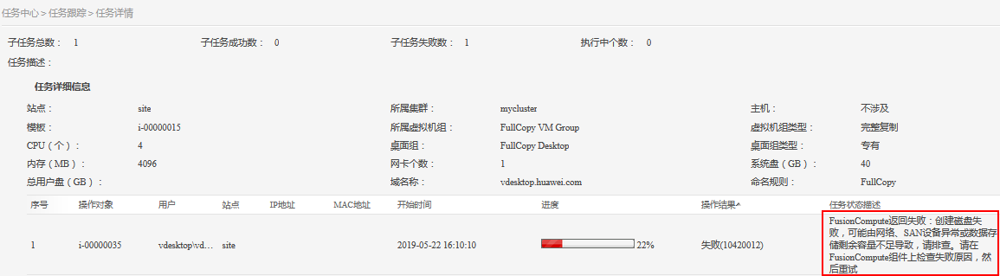 任务中心 > 任务跟踪 > 任务详情
子任务总数： 1 子任务成功数： 0 子任务失败数： 1 执行中个数： 0
任务描述：
任务详细信息
站点： site 所属集群： mycluster 主机： 不涉及
模板： i-00000015 所属虚拟机组： FullCopy VM Group 虚拟机组类型： 完整复制
CPU（个）： 4 桌面组： FullCopy Desktop 桌面组类型： 专有
内存（MB）： 4096 网卡个数： 1 系统盘（GB）： 40
总用户盘（GB）： 域名称： vdesktop.huawei.com 命名规则： FullCopy
序号 操作对象 用户 站点 IP地址 MAC地址 开始时间 进度 操作结果 任务状态描述
1 i-00000035 vdesktop\vd... site 2019-05-22 16:10:10 22% 失败(10420012)
FusionCompute返回失败：创建磁盘失
败，可能由网络、SAN设备异常或数据存
储剩余容量不足导致，请排查。请在
FusionCompute组件上检查失败原因，然
后重试